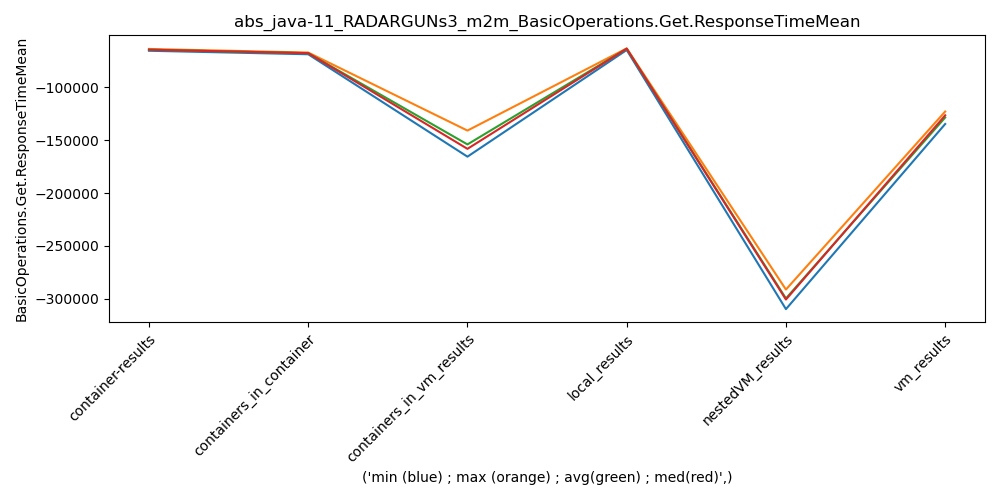 abs_java-11_RADARGUNs3_m2m_BasicOperations.Get.ResponseTimeMean
BasicOperations.Get.ResponseTimeMean
−100000
−150000
−200000
−250000
−300000
container-results
containers_in_container
containers_in_vm_results
local_results
nestedVM_results
vm_results
('min (blue) ; max (orange) ; avg(green) ; med(red)',)